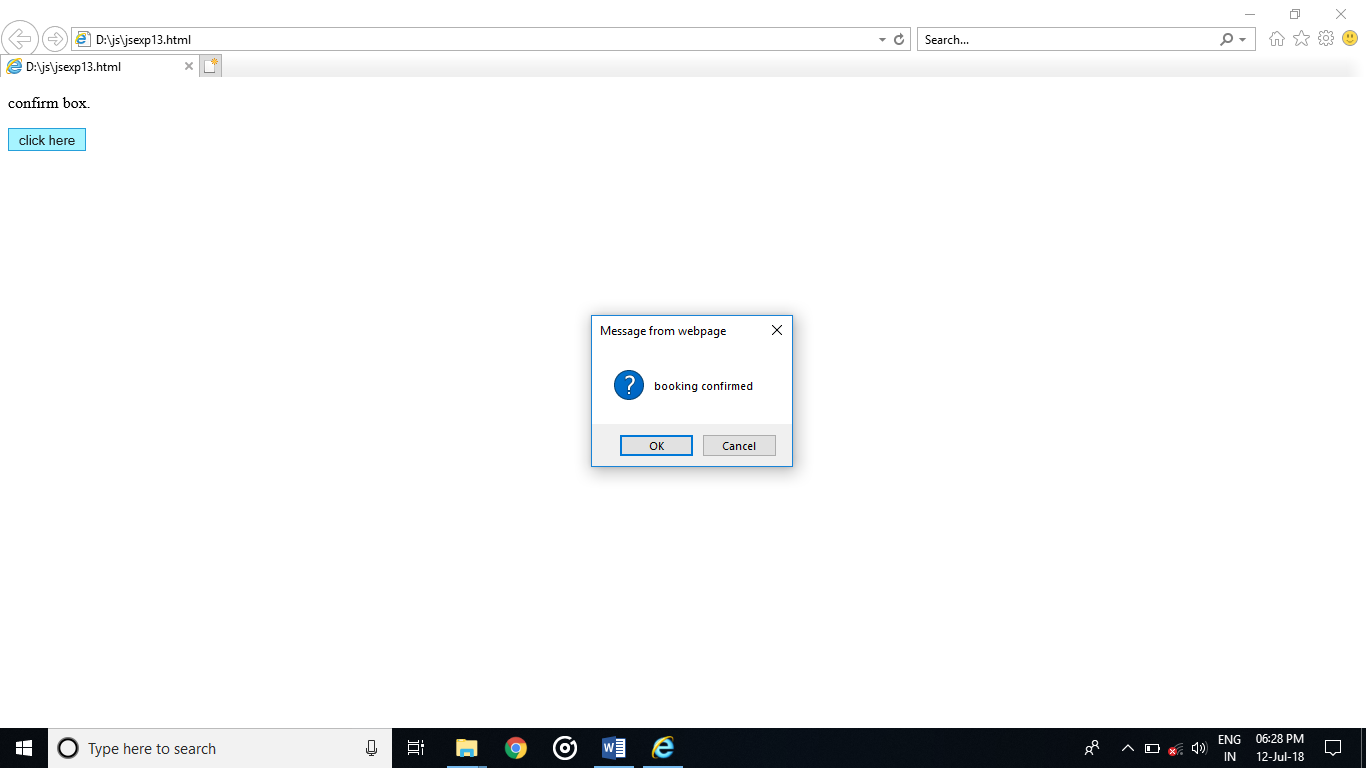 D:\js\jsexp13.html
Search...
D:\js\jsexp13.html
confirm box.
click here
Message from webpage
? booking confirmed
OK Cancel
Type here to search
W
ENG 06:28 PM
IN 12-Jul-18